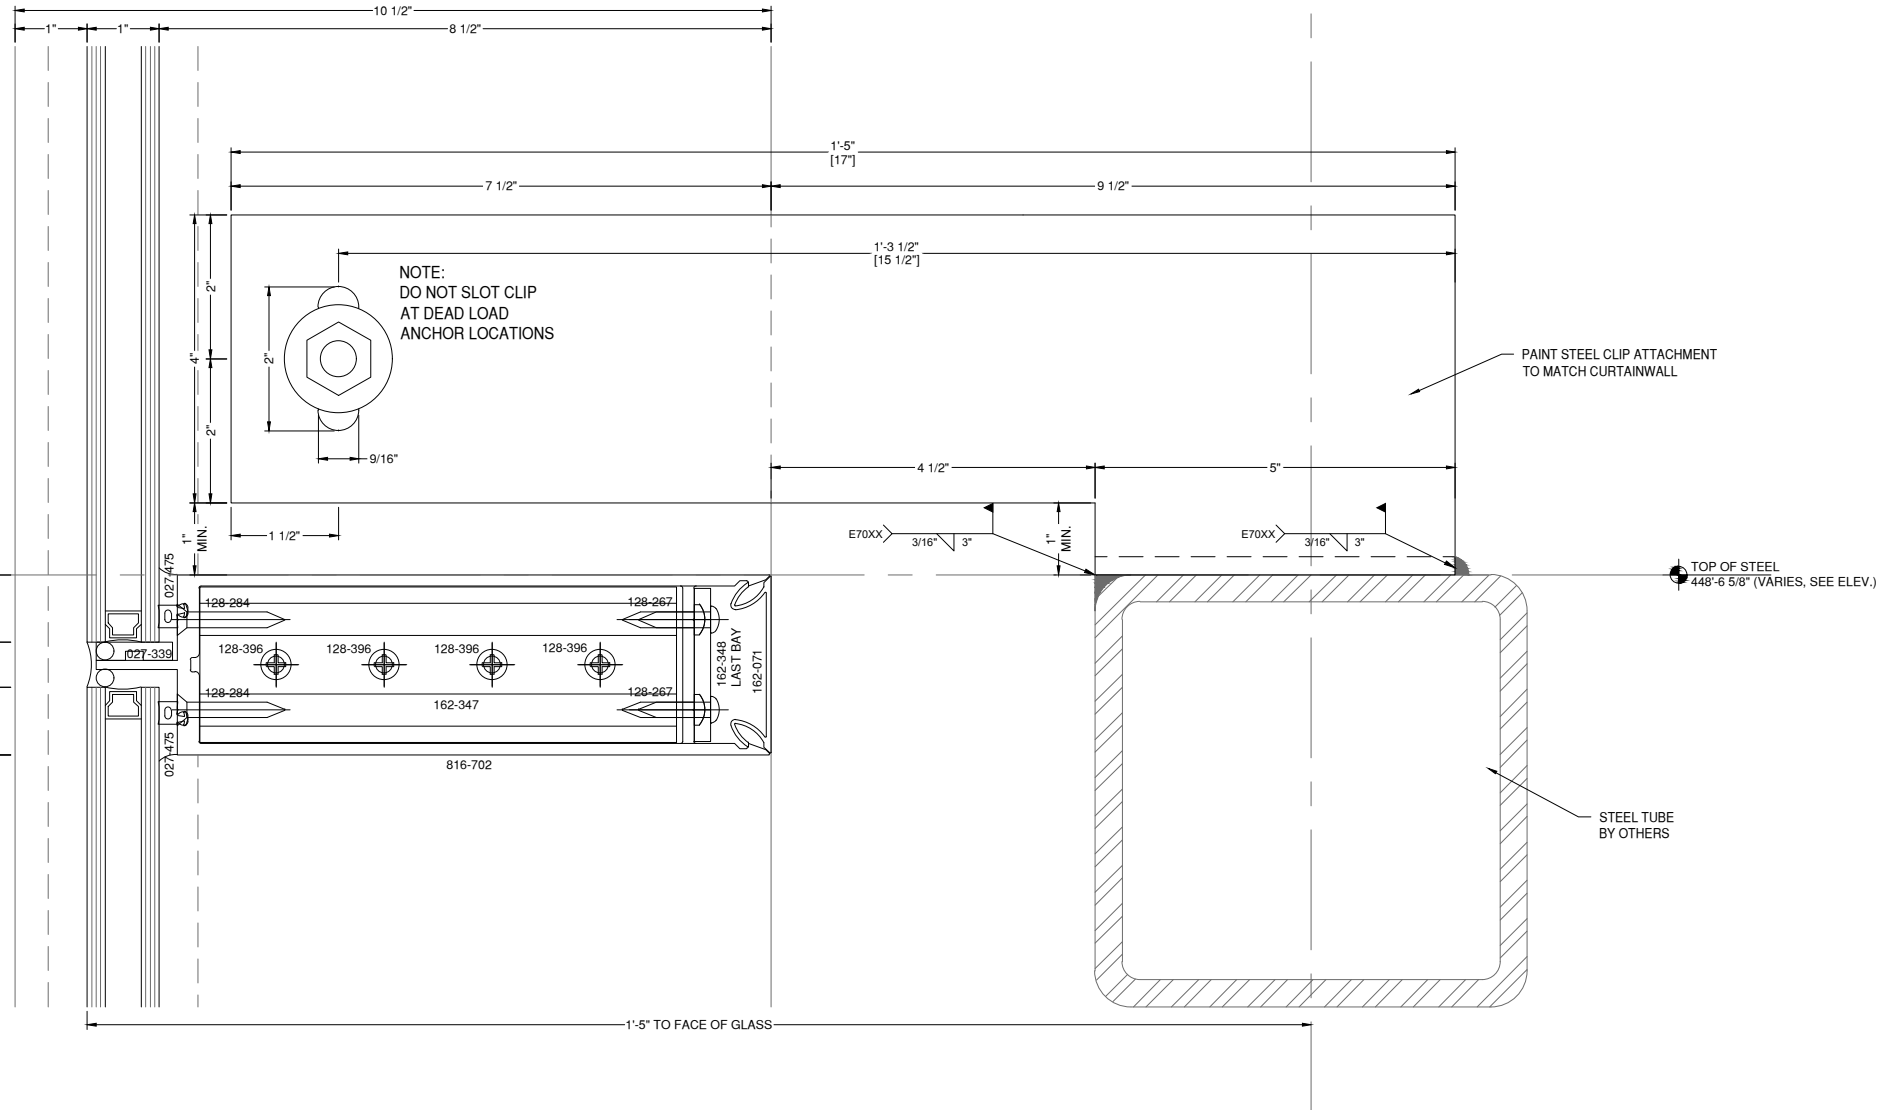 10 1/2"
1"
1"
8 1/2"
1'-5"
[17"]
7 1/2"
9 1/2"
1'-3 1/2"
[15 1/2"]
NOTE:
DO NOT SLOT CLIP
AT DEAD LOAD
ANCHOR LOCATIONS
2"
4"
2"
2"
9/16"
PAINT STEEL CLIP ATTACHMENT
TO MATCH CURTAINWALL
4 1/2"
5"
1 1/2"
1"
MIN.
E70XX
3/16"
3"
1"
MIN.
E70XX
3/16"
3"
TOP OF STEEL
448'-6 5/8" (VARIES, SEE ELEV.)
027-475
128-284
128-267
027-339
128-396
128-396
128-396
128-396
162-348
LAST BAY
162-071
128-284
128-267
162-347
027-475
816-702
STEEL TUBE
BY OTHERS
1'-5" TO FACE OF GLASS